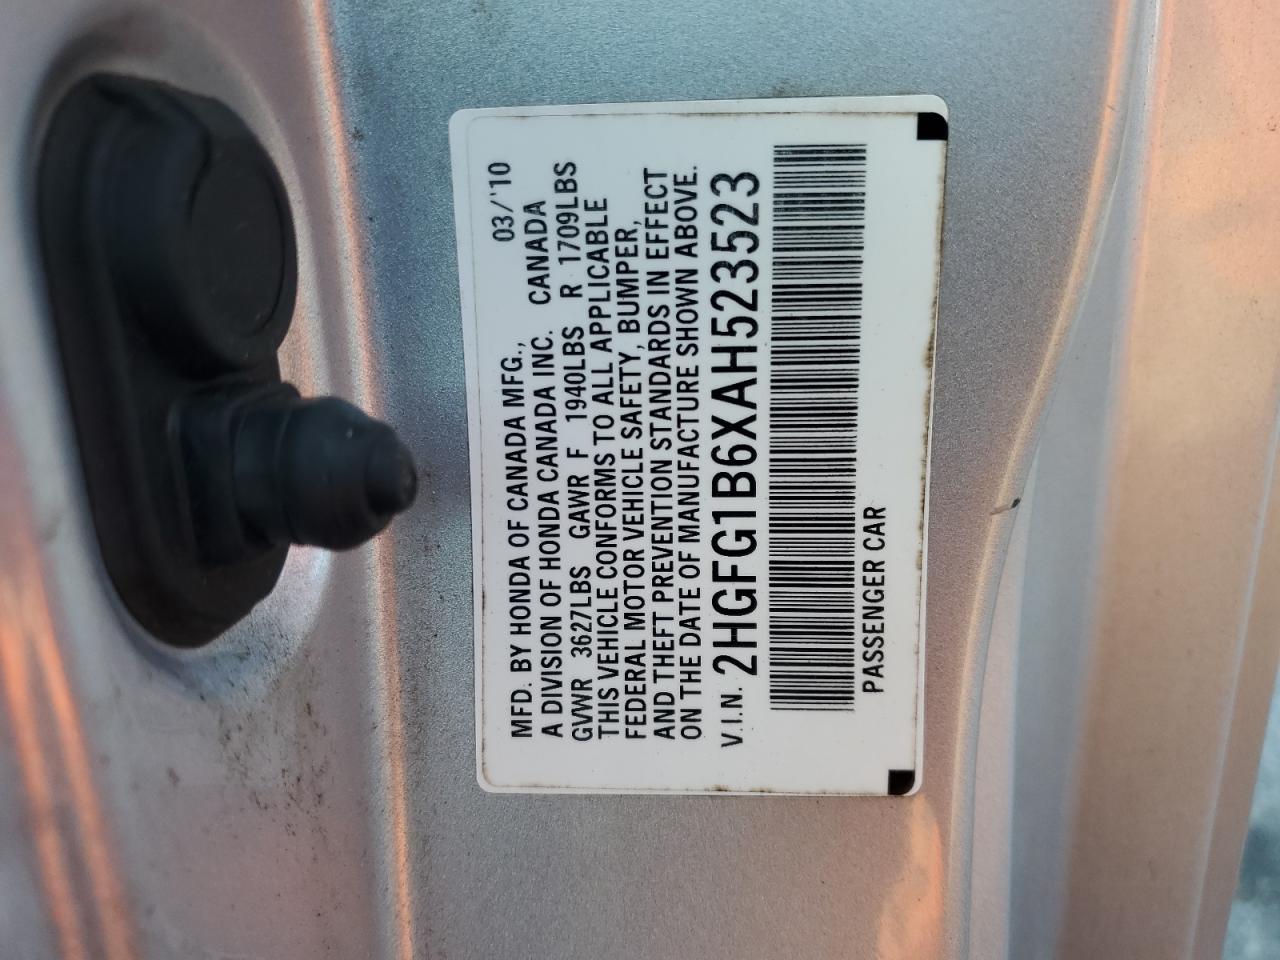 03/'10
MFD. BY HONDA OF CANADA MFG.,
A DIVISION OF HONDA CANADA INC. CANADA
GVWR 3627LBS GAWR F 1940LBS R 1709LBS
THIS VEHICLE CONFORMS TO ALL APPLICABLE
FEDERAL MOTOR VEHICLE SAFETY, BUMPER,
AND THEFT PREVENTION STANDARDS IN EFFECT
ON THE DATE OF MANUFACTURE SHOWN ABOVE.
V.I.N. 2HGFG1B6XAH523523
PASSENGER CAR